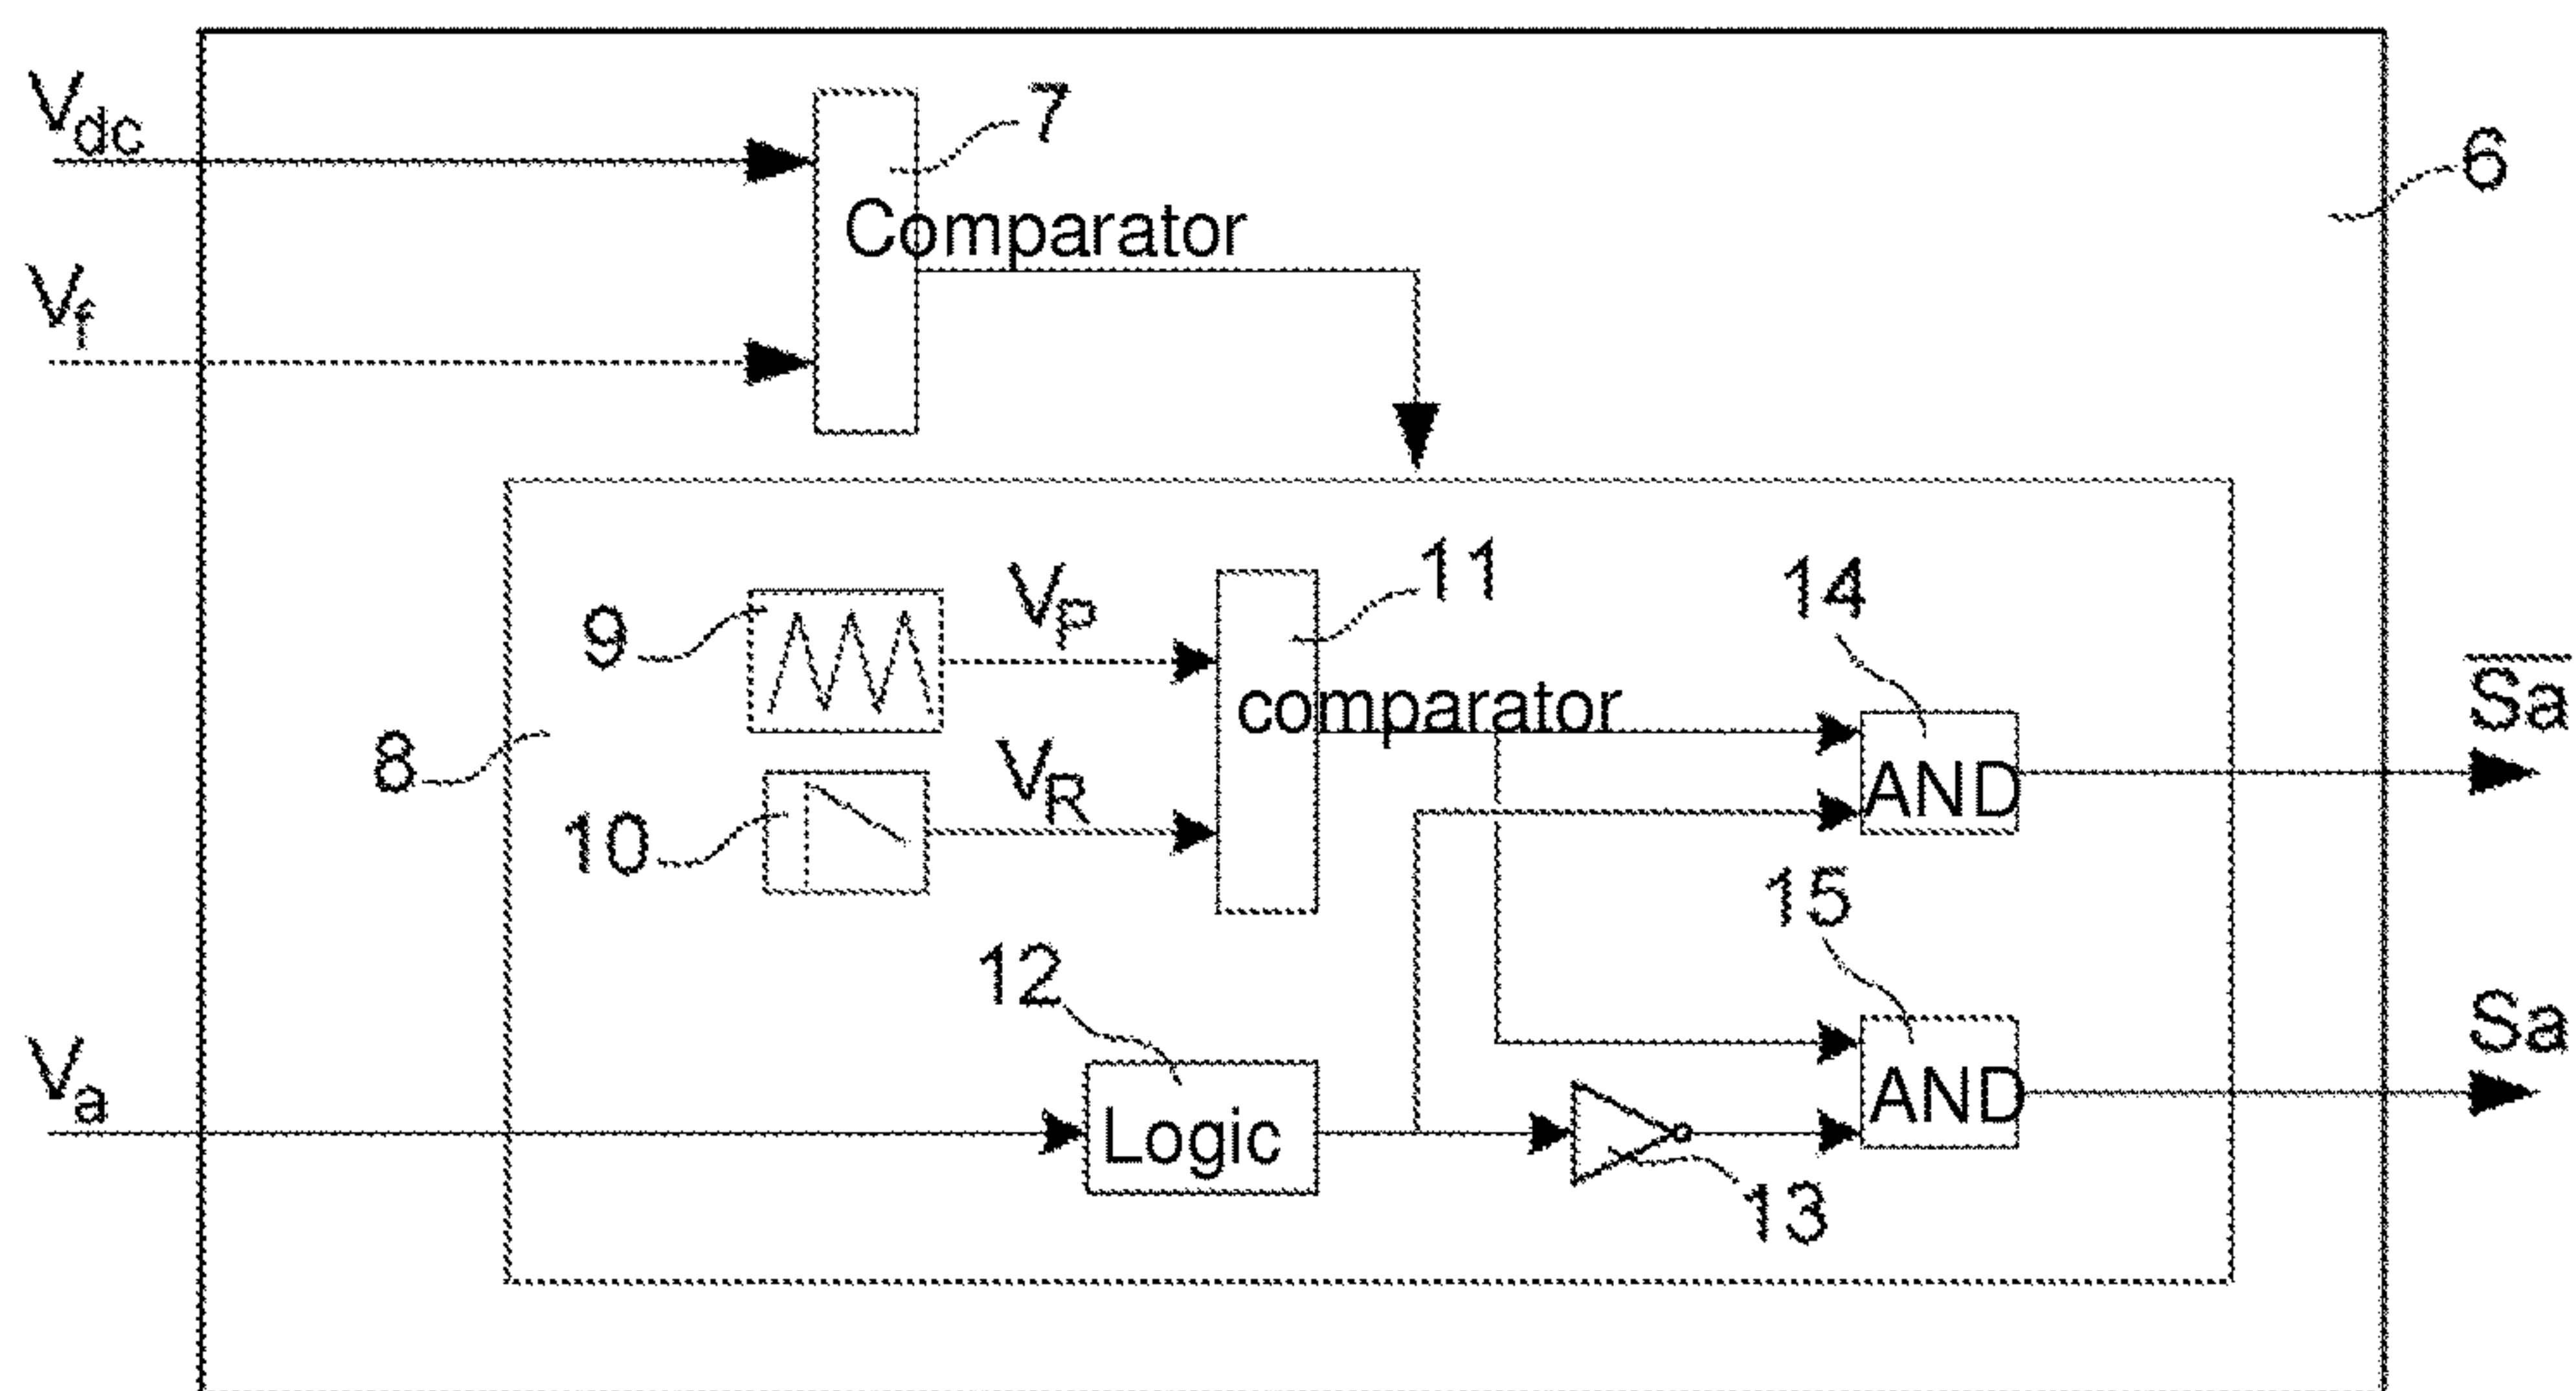 Vdc
7
6
Comparator
Vf
11
14
9
VP
Sa
comparator
8
VR
AND
10
15
12
Sa
Va
AND
Logic
13